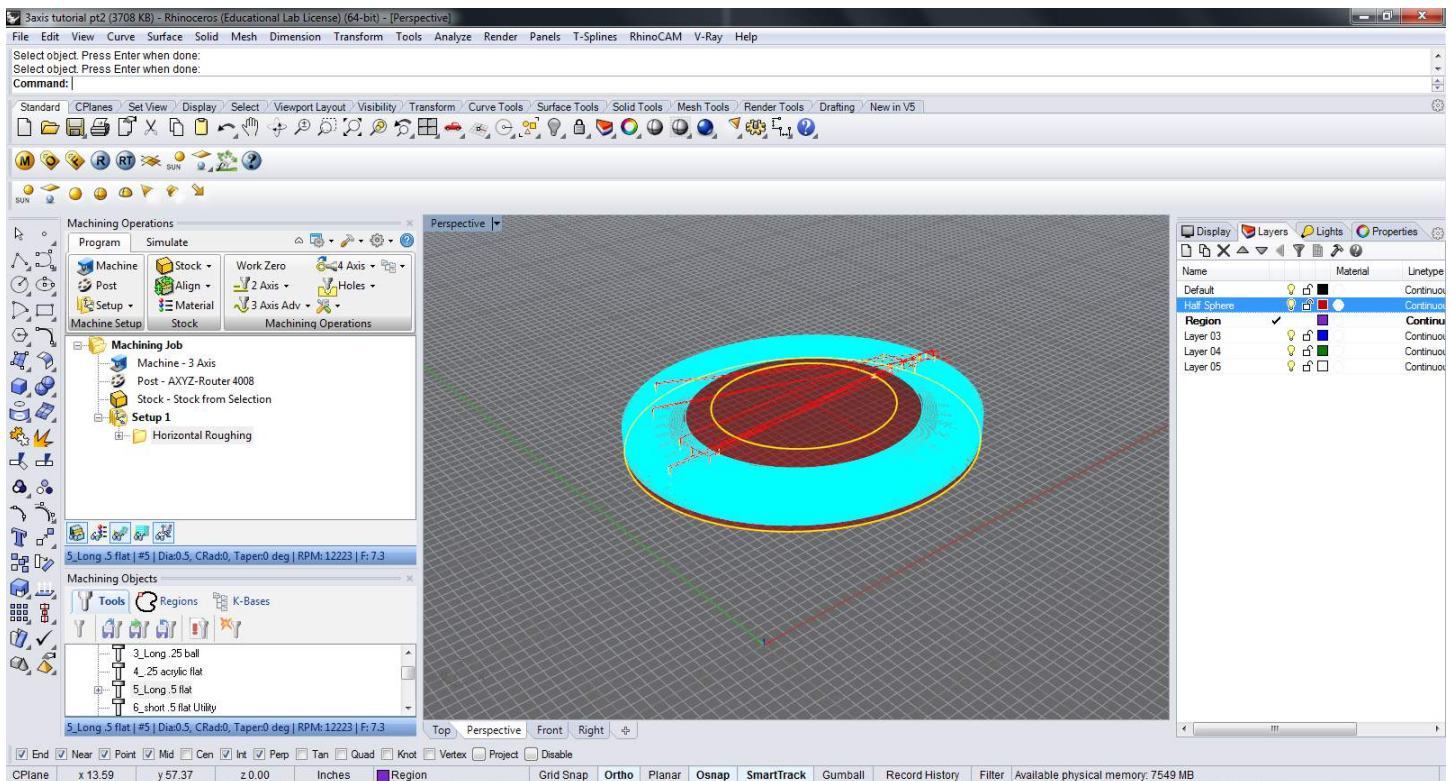 3axis tutorial pt2 (3708 KB) - Rhinoceros (Educational Lab License) (64-bit) - [Perspective]
File Edit View Curve Surface Solid Mesh Dimension Transform Tools Analyze Render Panels T-Splines RhinoCAM V-Ray Help
Select object. Press Enter when done:
Select object. Press Enter when done:
Command:
Standard CPlanes Set View Display Select Viewport Layout Visibility Transform Curve Tools Surface Tools Solid Tools Mesh Tools Render Tools Drafting New in V5
M R RT SUN
SUN
Machining Operations
Program Simulate
Machine Stock Work Zero 4 Axis
Post Align 2 Axis Holes
Setup Material 3 Axis Adv
Machine Setup Stock Machining Operations
Machining Job
Machine - 3 Axis
Post - AXYZ-Router 4008
Stock - Stock from Selection
Setup 1
Horizontal Roughing
5_Long .5 flat | #5 | Dia:0.5, CRad:0, Taper:0 deg | RPM: 12223 | F: 7.3
Machining Objects
Tools Regions K-Bases
3_Long .25 ball
4_.25 acrylic flat
5_Long .5 flat
6_short .5 flat Utility
5_Long .5 flat | #5 | Dia:0.5, CRad:0, Taper:0 deg | RPM: 12223 | F: 7.3
Perspective
Top Perspective Front Right
Display Layers Lights Properties
Name Material Linetype
Default Continuou
Half Sphere Continuou
Region Continu
Layer 03 Continuou
Layer 04 Continuou
Layer 05 Continuou
End Near Point Mid Cen Int Perp Tan Quad Knot Vertex Project Disable
CPlane x 13.59 y 57.37 z 0.00 Inches Region Grid Snap Ortho Planar Osnap SmartTrack Gumball Record History Filter Available physical memory: 7549 MB